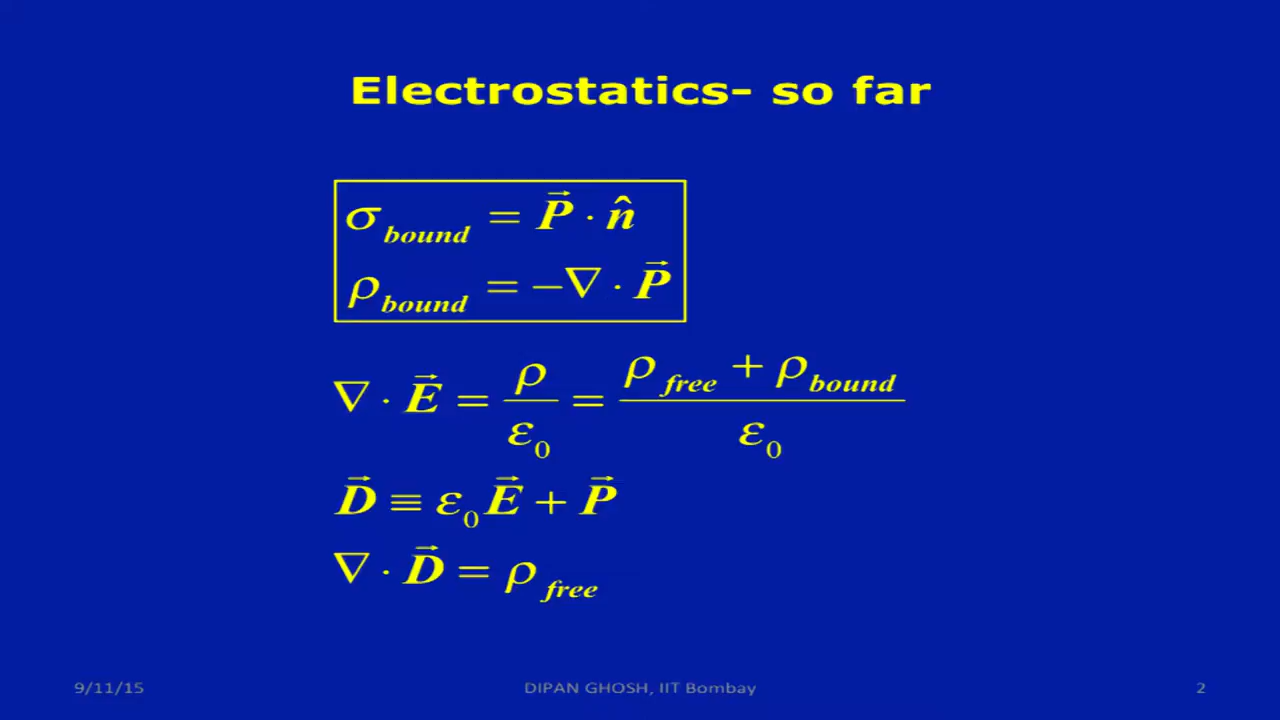 Electrostatics- so far
σ_bound = P⃗ · n̂
ρ_bound = −∇ · P⃗
∇ · E⃗ = ρ/ε₀ = (ρ_free + ρ_bound)/ε₀
D⃗ ≡ ε₀E⃗ + P⃗
∇ · D⃗ = ρ_free
9/11/15 DIPAN GHOSH, IIT Bombay 2